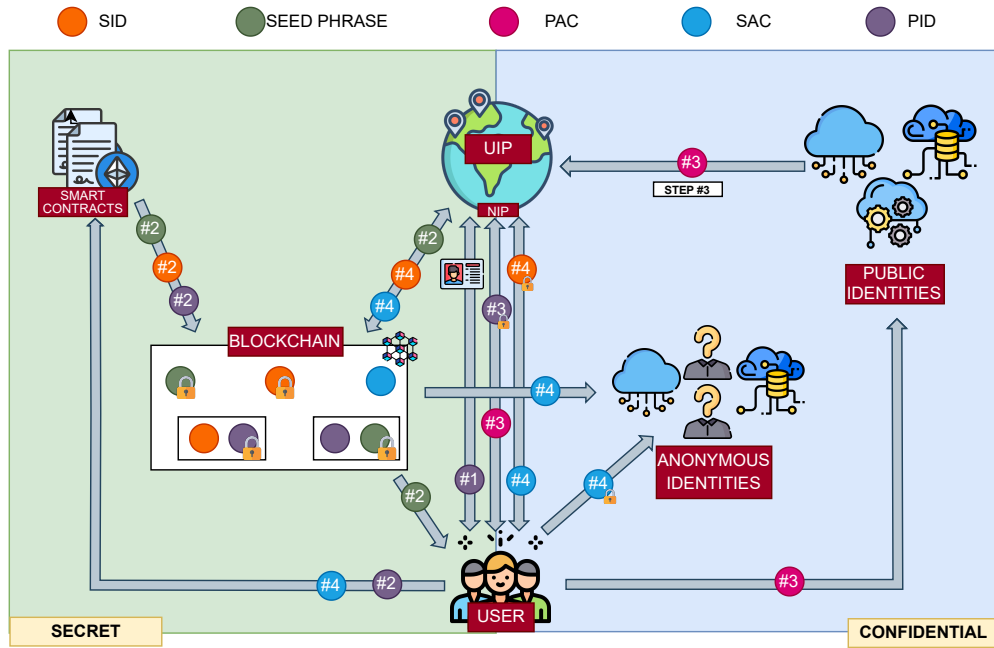 SID
SEED PHRASE
PAC
SAC
PID
UIP
NIP
SMART
CONTRACTS
#3
STEP #3
#2
#2
#2
#2
#4
#4
#4
#3
PUBLIC
IDENTITIES
BLOCKCHAIN
#4
#3
ANONYMOUS
IDENTITIES
#1
#4
#4
#2
#4
#2
#3
USER
SECRET
CONFIDENTIAL